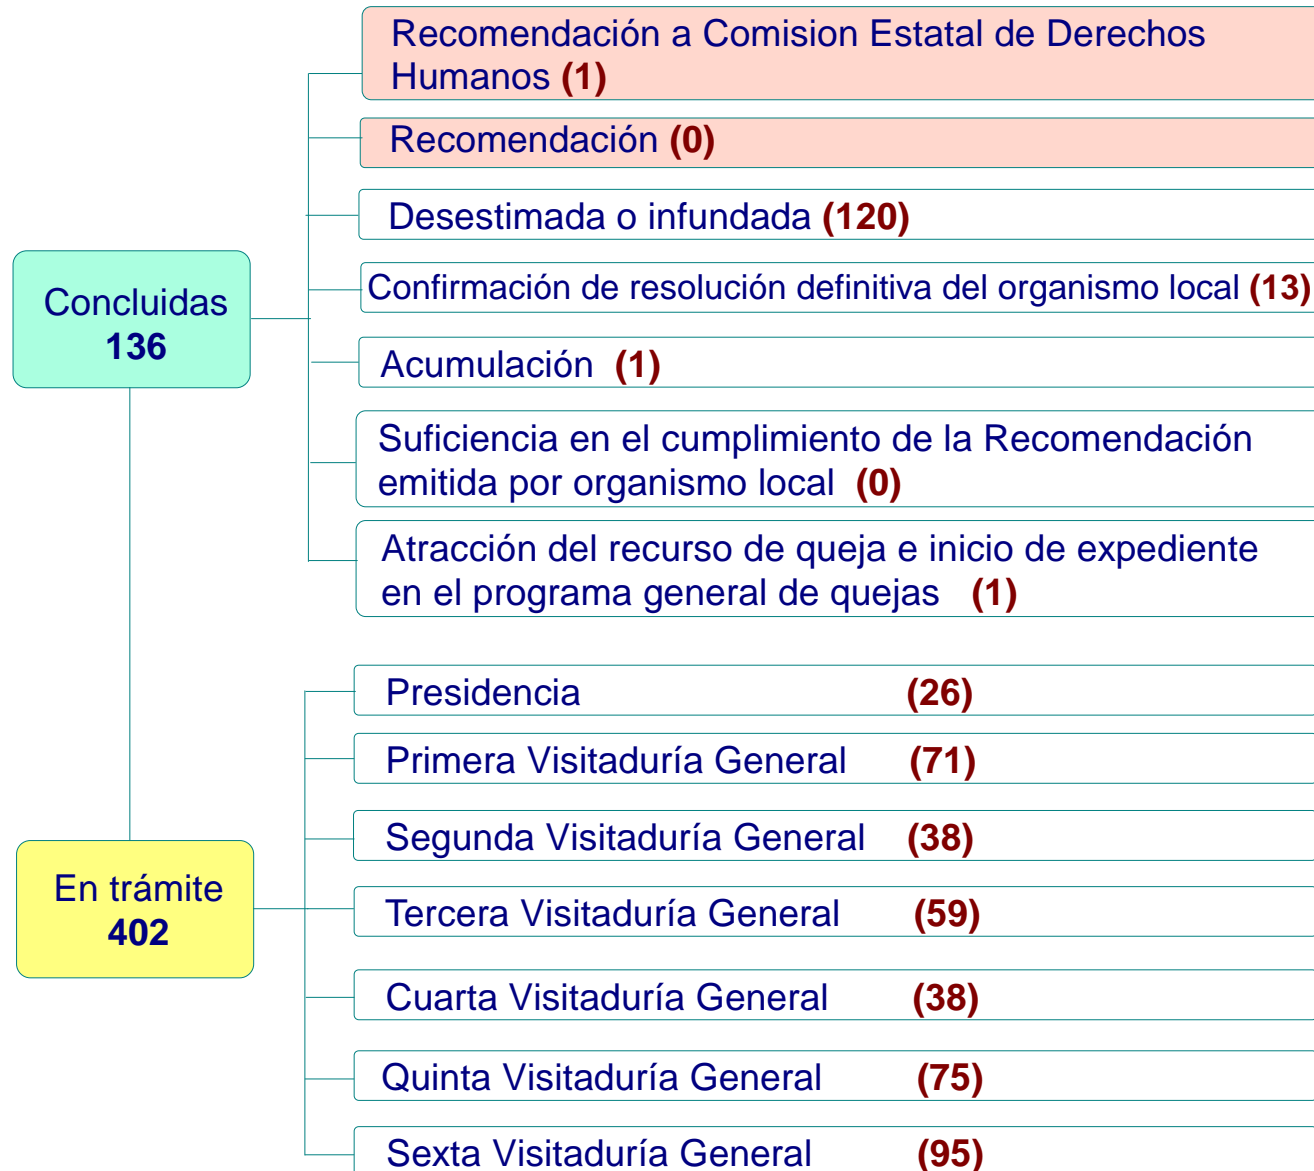 Recomendación a Comision Estatal de Derechos
Humanos (1)
Recomendación (0)
Desestimada o infundada (120)
Concluidas
136
Confirmación de resolución definitiva del organismo local (13)
Acumulación (1)
Suficiencia en el cumplimiento de la Recomendación
emitida por organismo local (0)
Atracción del recurso de queja e inicio de expediente
en el programa general de quejas (1)
En trámite
402
Presidencia (26)
Primera Visitaduría General (71)
Segunda Visitaduría General (38)
Tercera Visitaduría General (59)
Cuarta Visitaduría General (38)
Quinta Visitaduría General (75)
Sexta Visitaduría General (95)